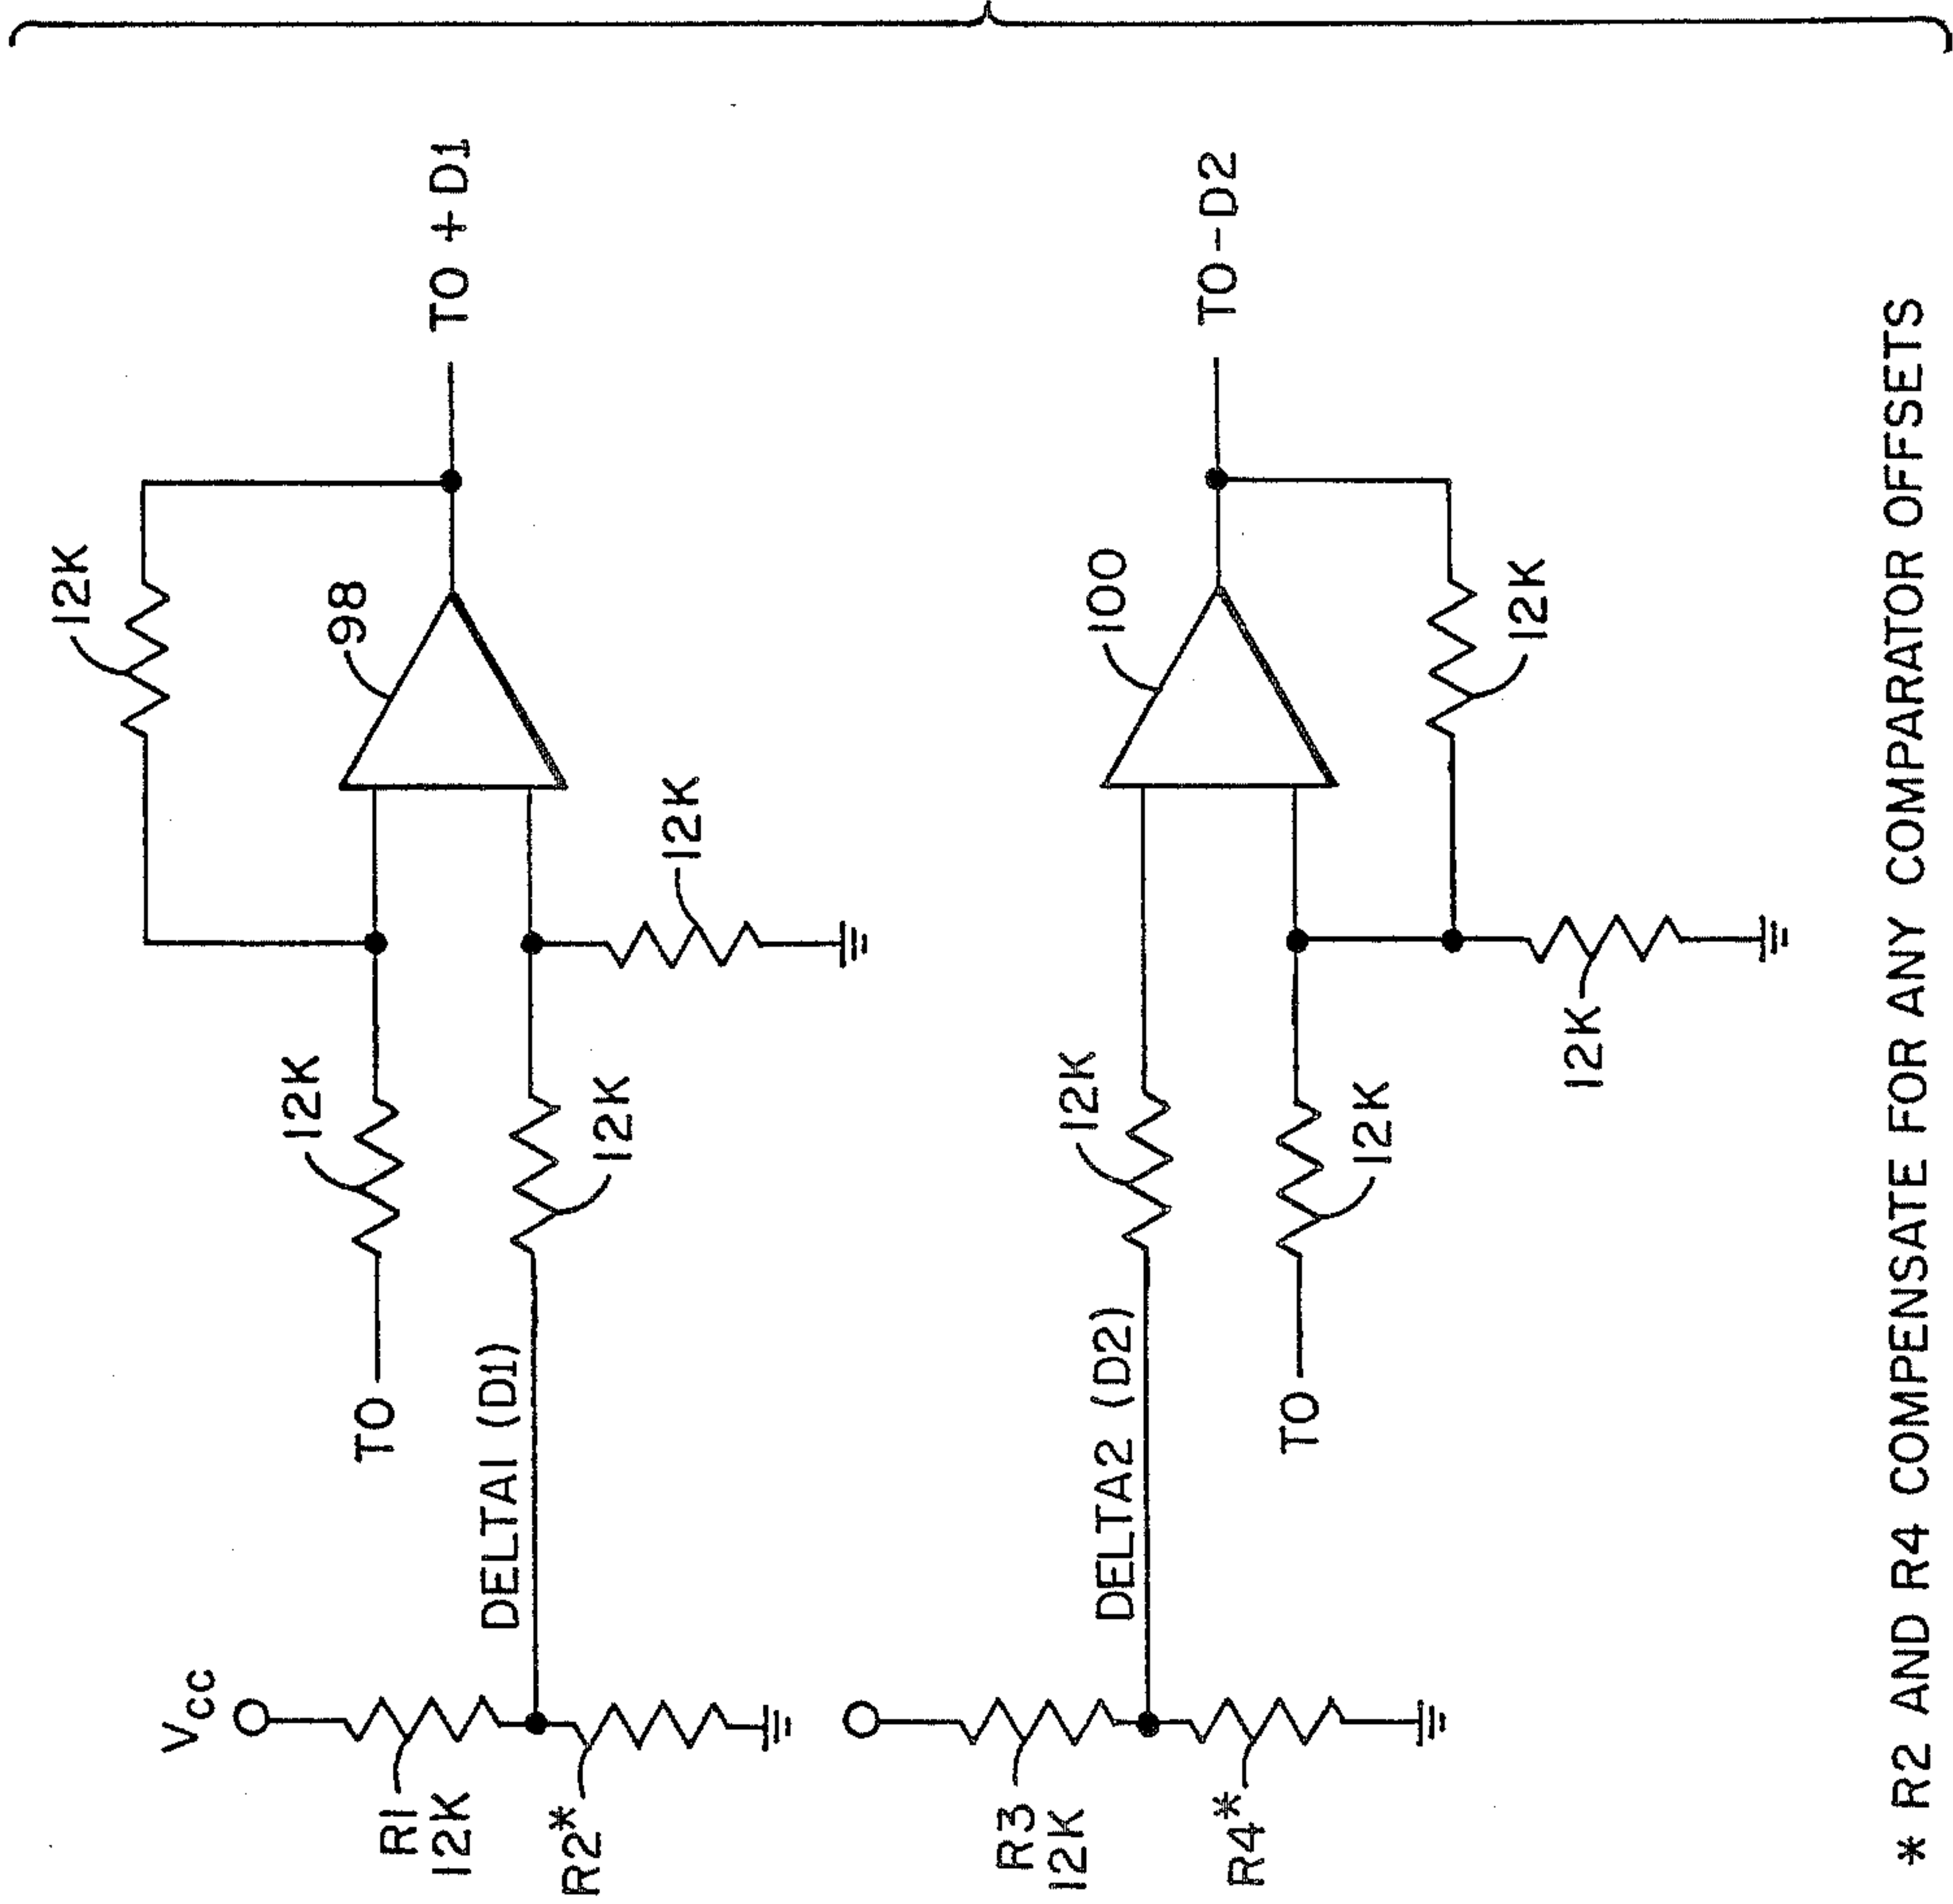 12K
98
TO +D1
12K
TO
12K
DELTA1 (D1)
12K
VCC
R1
12K
R2*
100
TO-D2
12K
DELTA2 (D2)
12K
TO
12K
12K
R3
12K
R4*
* R2 AND R4 COMPENSATE FOR ANY COMPARATOR OFFSETS